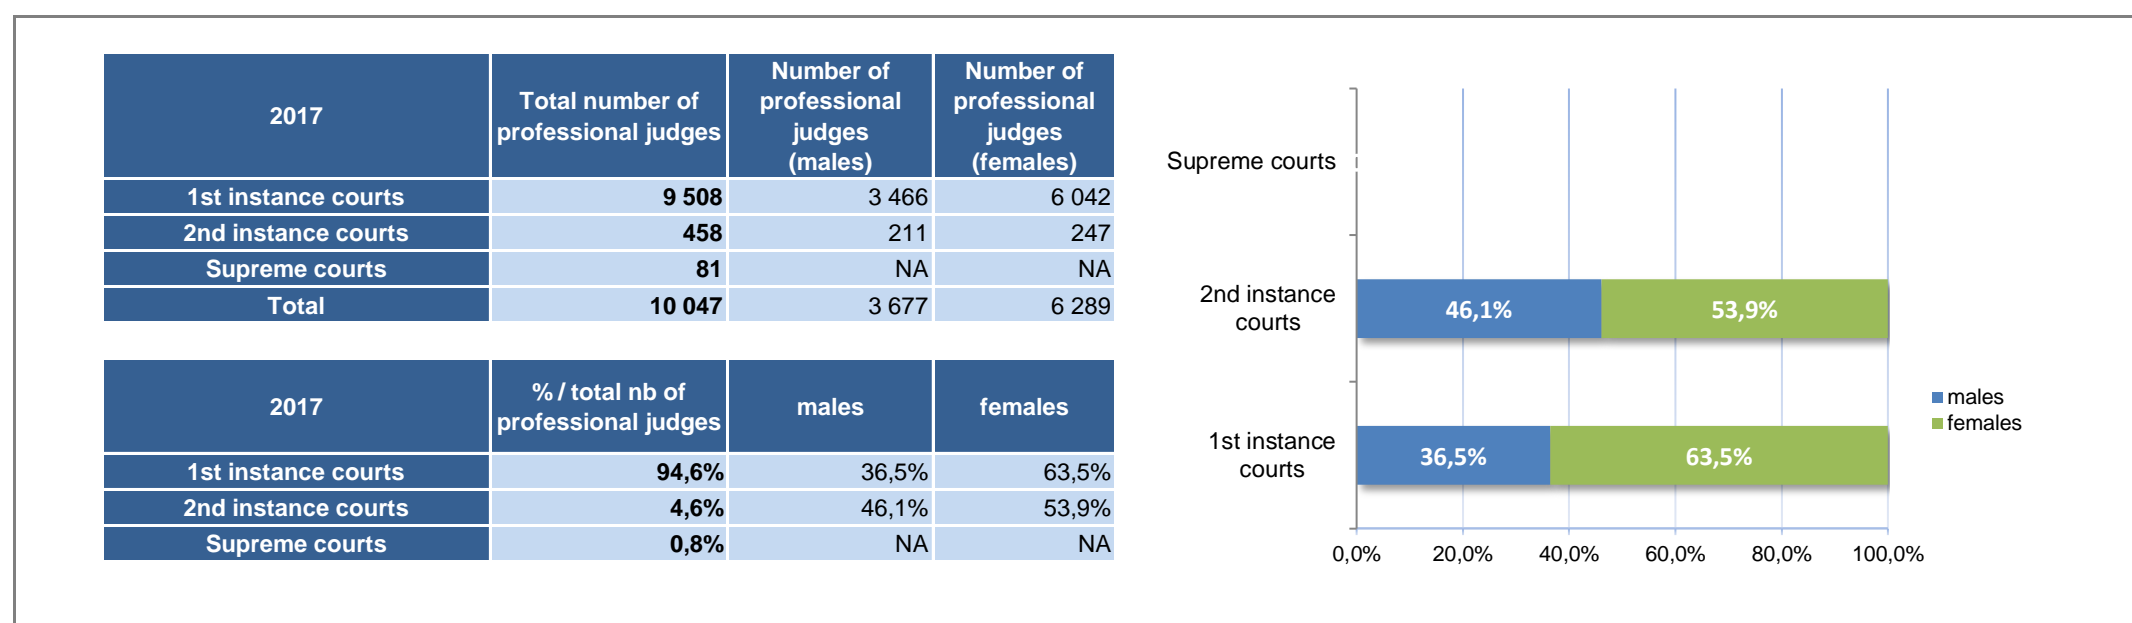 2017
Total number of
professional judges
Number of
professional
judges
(males)
Number of
professional
judges
(females)
1st instance courts 9 508 3 466 6 042
2nd instance courts 458 211 247
Supreme courts 81 NA NA
Total 10 047 3 677 6 289
2017
% / total nb of
professional judges
males
females
1st instance courts 94,6% 36,5% 63,5%
2nd instance courts 4,6% 46,1% 53,9%
Supreme courts 0,8% NA NA
Supreme courts
2nd instance
courts
46,1% 53,9%
1st instance
courts
36,5% 63,5%
0,0% 20,0% 40,0% 60,0% 80,0% 100,0%
males
females